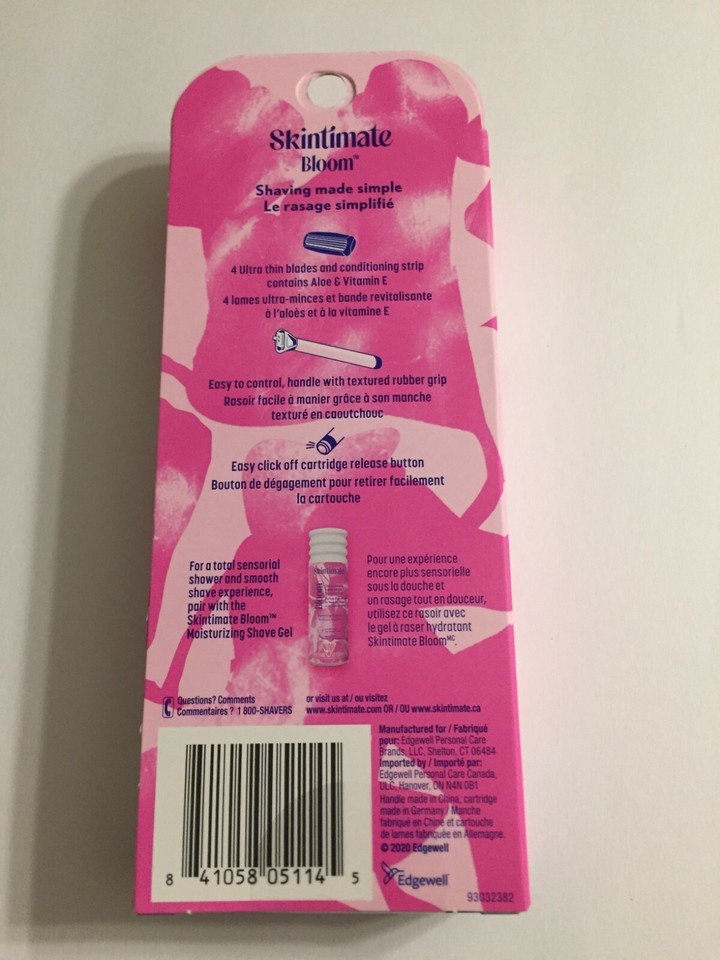 Skintimate
Bloom™
Shaving made simple
Le rasage simplifié
4 Ultra thin blades and conditioning strip
contains Aloe & Vitamin E
4 lames ultra-minces et bande revitalisante
à l'aloès et à la vitamine E
Easy to control, handle with textured rubber grip
Rasoir facile à manier grâce à son manche
texturé en caoutchouc
Easy click off cartridge release button
Bouton de dégagement pour retirer facilement
la cartouche
For a total sensorial
shower and smooth
shave experience,
pair with the
Skintimate Bloom™
Moisturizing Shave Gel
Skintimate
Pour une expérience
encore plus sensorielle
sous la douche et
un rasage tout en douceur,
utilisez ce rasoir avec
le gel à raser hydratant
Skintimate Bloom MC.
Questions? Comments
Commentaires ? 1 800-SHAVERS
or visit us at / ou visitez
www.skintimate.com OR / OU www.skintimate.ca
Manufactured for / Fabriqué
pour: Edgewell Personal Care
Brands, LLC, Shelton, CT 06484
Imported by / Importé par:
Edgewell Personal Care Canada,
ULC, Hanover, ON N4N 0B1
Handle made in China, cartridge
made in Germany / Manche
fabriqué en Chine et cartouche
de lames fabriquée en Allemagne.
© 2020 Edgewell
8 41058 05114 5
Edgewell
93032382